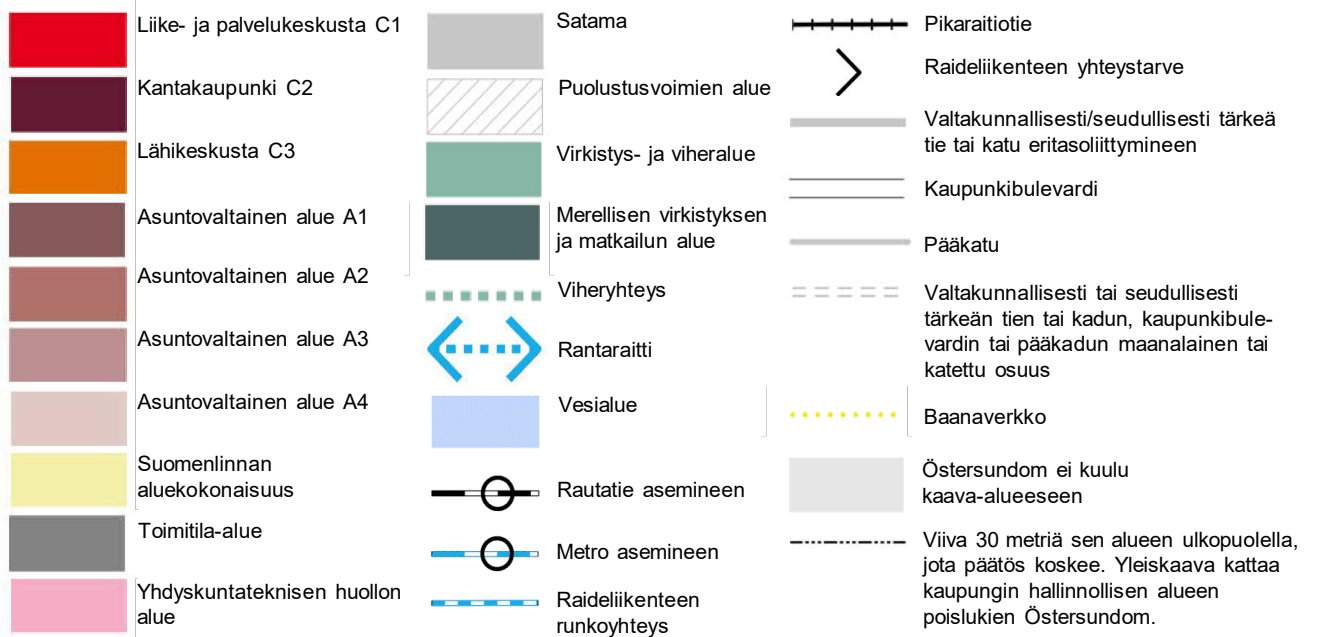 Liike- ja palvelukeskusta C1
Kantakaupunki C2
Lähikeskusta C3
Asuntovaltainen alue A1
Asuntovaltainen alue A2
Asuntovaltainen alue A3
Asuntovaltainen alue A4
Suomenlinnan
aluekokonaisuus
Toimitila-alue
Yhdyskuntateknisen huollon
alue
Satama
Puolustusvoimien alue
Virkistys- ja viheralue
Merellisen virkistyksen
ja matkailun alue
Viheryhteys
Rantaraitti
Vesialue
Rautatie asemineen
Metro asemineen
Raideliikenteen
runkoyhteys
Pikaraitiotie
Raideliikenteen yhteystarve
Valtakunnallisesti/seudullisesti tärkeä
tie tai katu eritasoliittymineen
Kaupunkibulevardi
Pääkatu
Valtakunnallisesti tai seudullisesti
tärkeän tien tai kadun, kaupunkibule-
vardin tai pääkadun maanalainen tai
katettu osuus
Baanaverkko
Östersundom ei kuulu
kaava-alueeseen
Viiva 30 metriä sen alueen ulkopuolella,
jota päätös koskee. Yleiskaava kattaa
kaupungin hallinnollisen alueen
poislukien Östersundom.